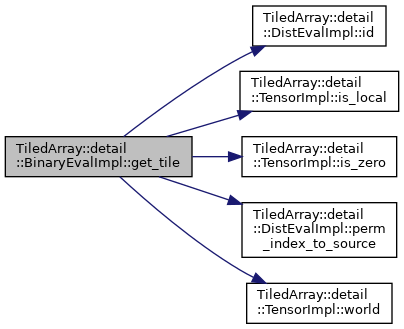 TiledArray::detail
::BinaryEvalImpl::get_tile
TiledArray::detail
::DistEvalImpl::id
TiledArray::detail
::TensorImpl::is_local
TiledArray::detail
::TensorImpl::is_zero
TiledArray::detail
::DistEvalImpl::perm
_index_to_source
TiledArray::detail
::TensorImpl::world